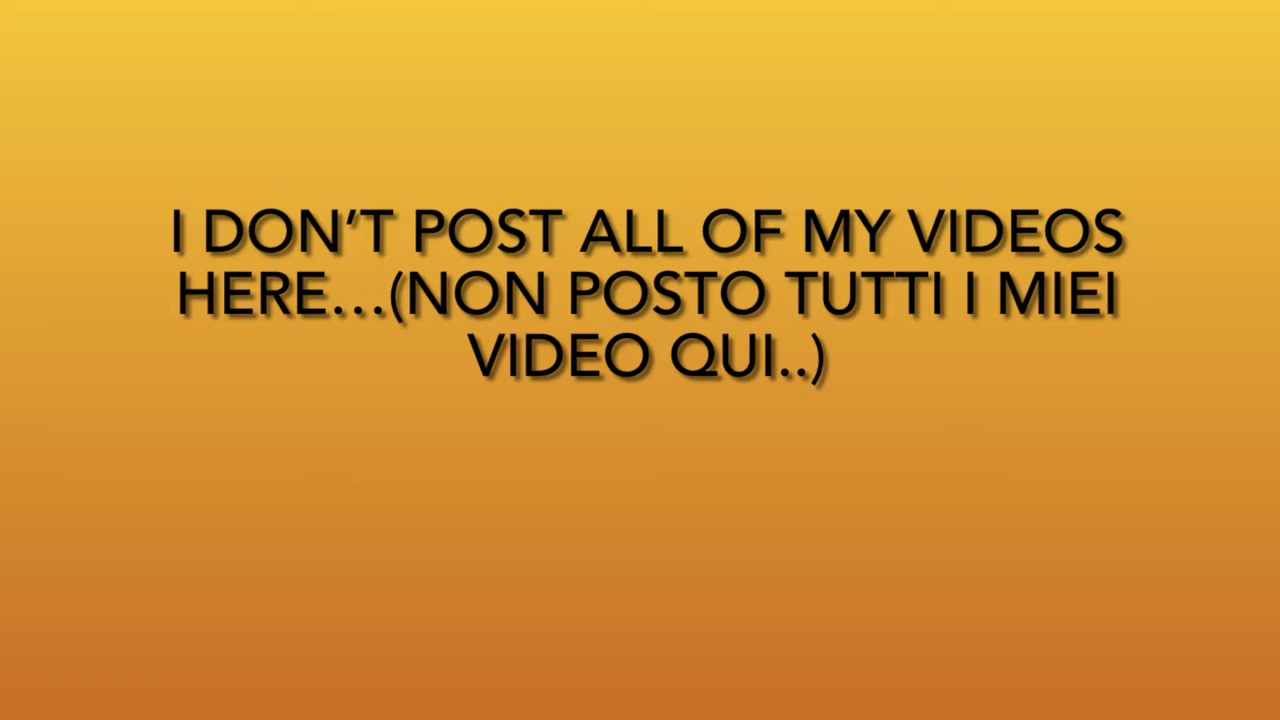 I DON’T POST ALL OF MY VIDEOS
HERE…(NON POSTO TUTTI I MIEI
VIDEO QUI..)